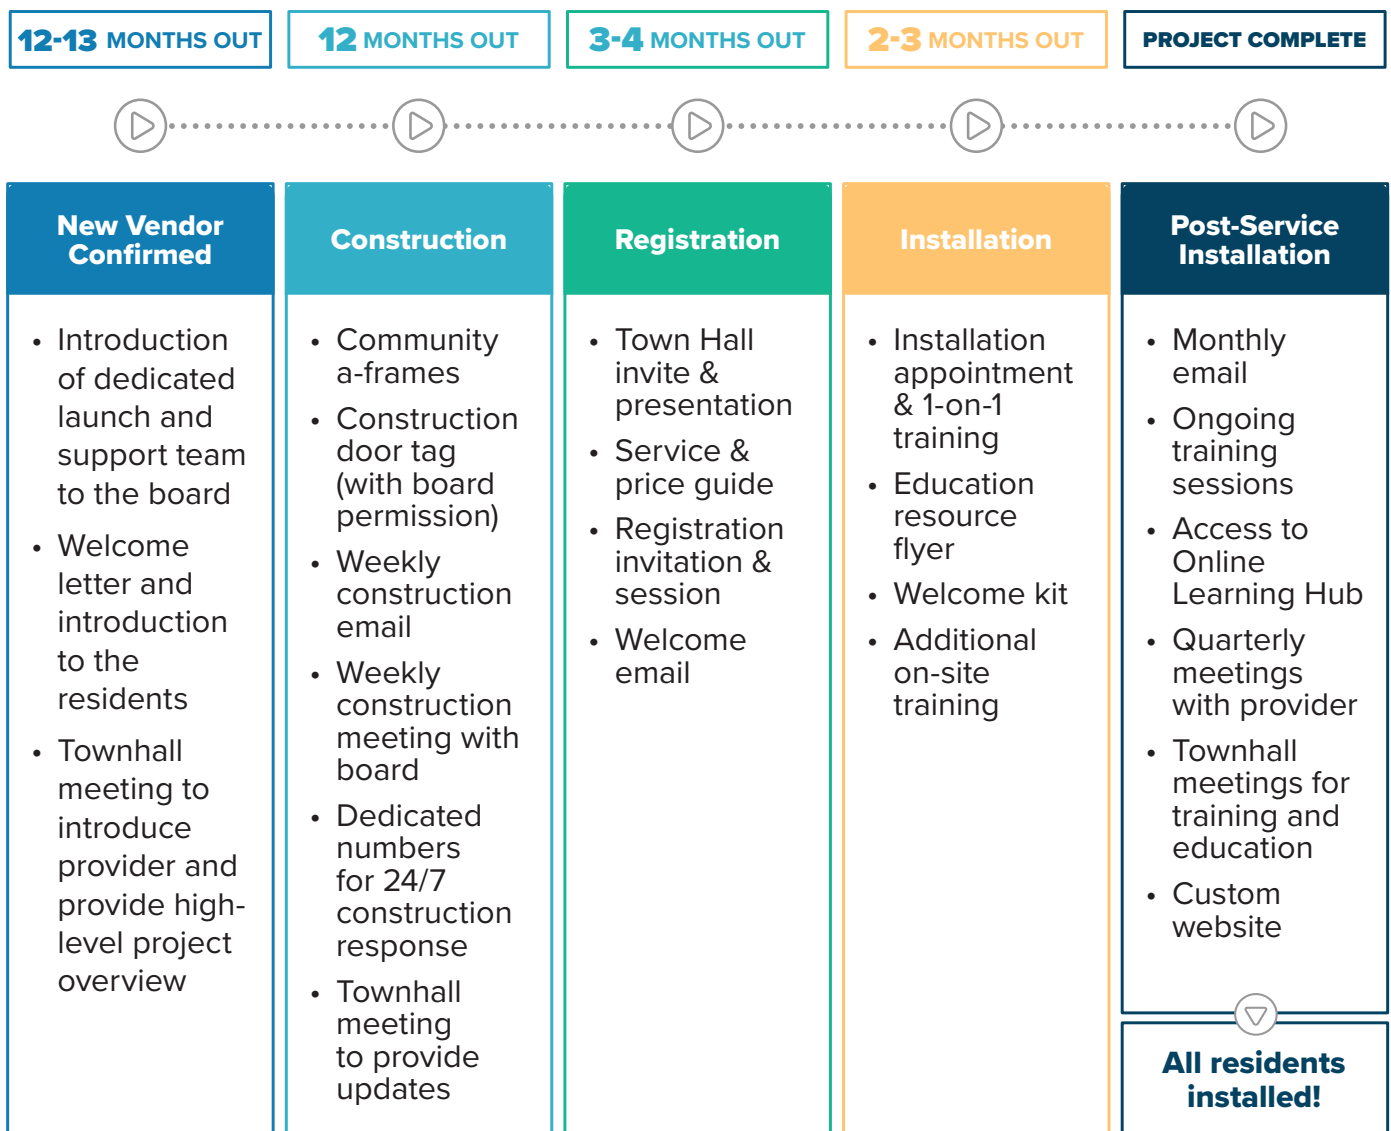 12-13 MONTHS OUT
12 MONTHS OUT
3-4 MONTHS OUT
2-3 MONTHS OUT
PROJECT COMPLETE
New Vendor
Confirmed
• Introduction
of dedicated
launch and
support team
to the board
• Welcome
letter and
introduction
to the
residents
• Townhall
meeting to
introduce
provider and
provide high-
level project
overview
Construction
• Community
a-frames
• Construction
door tag
(with board
permission)
• Weekly
construction
email
• Weekly
construction
meeting with
board
• Dedicated
numbers
for 24/7
construction
response
• Townhall
meeting
to provide
updates
Registration
• Town Hall
invite &
presentation
• Service &
price guide
• Registration
invitation &
session
• Welcome
email
Installation
• Installation
appointment
& 1-on-1
training
• Education
resource
flyer
• Welcome kit
• Additional
on-site
training
Post-Service
Installation
• Monthly
email
• Ongoing
training
sessions
• Access to
Online
Learning Hub
• Quarterly
meetings
with provider
• Townhall
meetings for
training and
education
• Custom
website
All residents
installed!